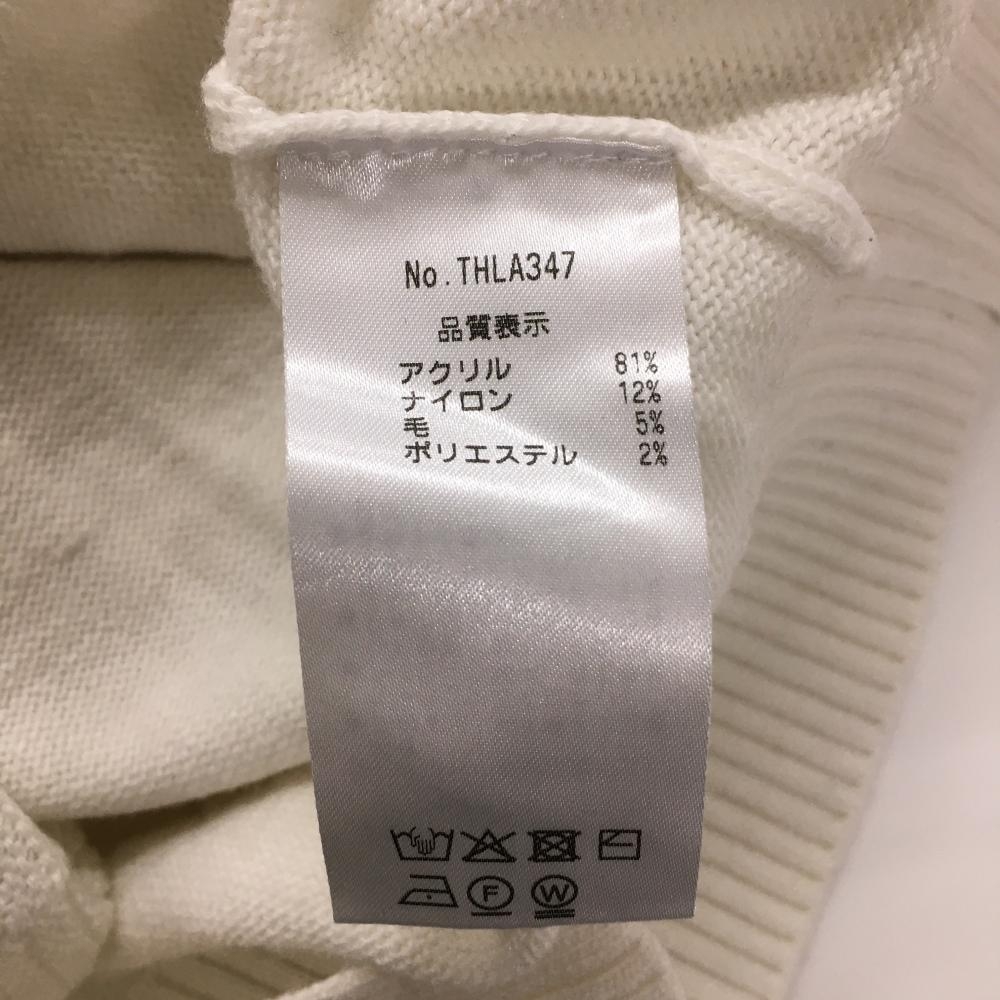 No.THLA347
品質表示
アクリル 81%
ナイロン 12%
毛 5%
ポリエステル 2%
F W